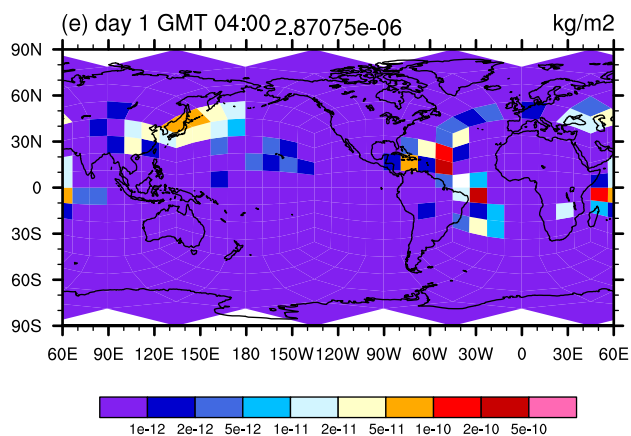 (e) day 1 GMT 04:00 2.87075e-06 kg/m2
90N
60N
30N
0
30S
60S
90S
60E 90E 120E 150E 180 150W 120W 90W 60W 30W 0 30E 60E
1e-12 2e-12 5e-12 1e-11 2e-11 5e-11 1e-10 2e-10 5e-10